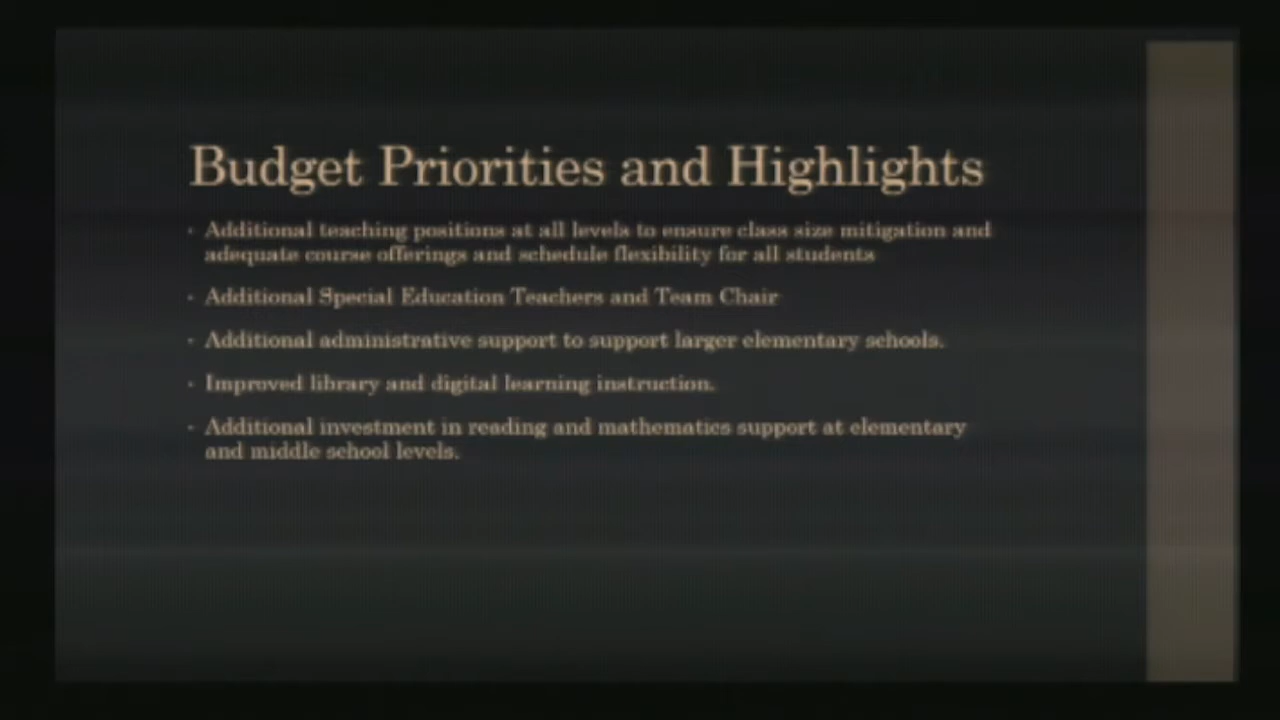 Budget Priorities and Highlights
· Additional teaching positions at all levels to ensure class size mitigation and
adequate course offerings and schedule flexibility for all students
· Additional Special Education Teachers and Team Chair
· Additional administrative support to support larger elementary schools.
· Improved library and digital learning instruction.
· Additional investment in reading and mathematics support at elementary
and middle school levels.